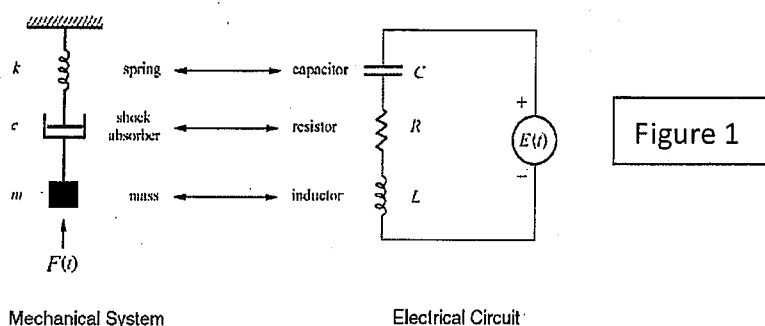 k spring capacitor C
c shock absorber resistor R
+
E(t)
−
m mass inductor L
F(t)
Figure 1
Mechanical System Electrical Circuit